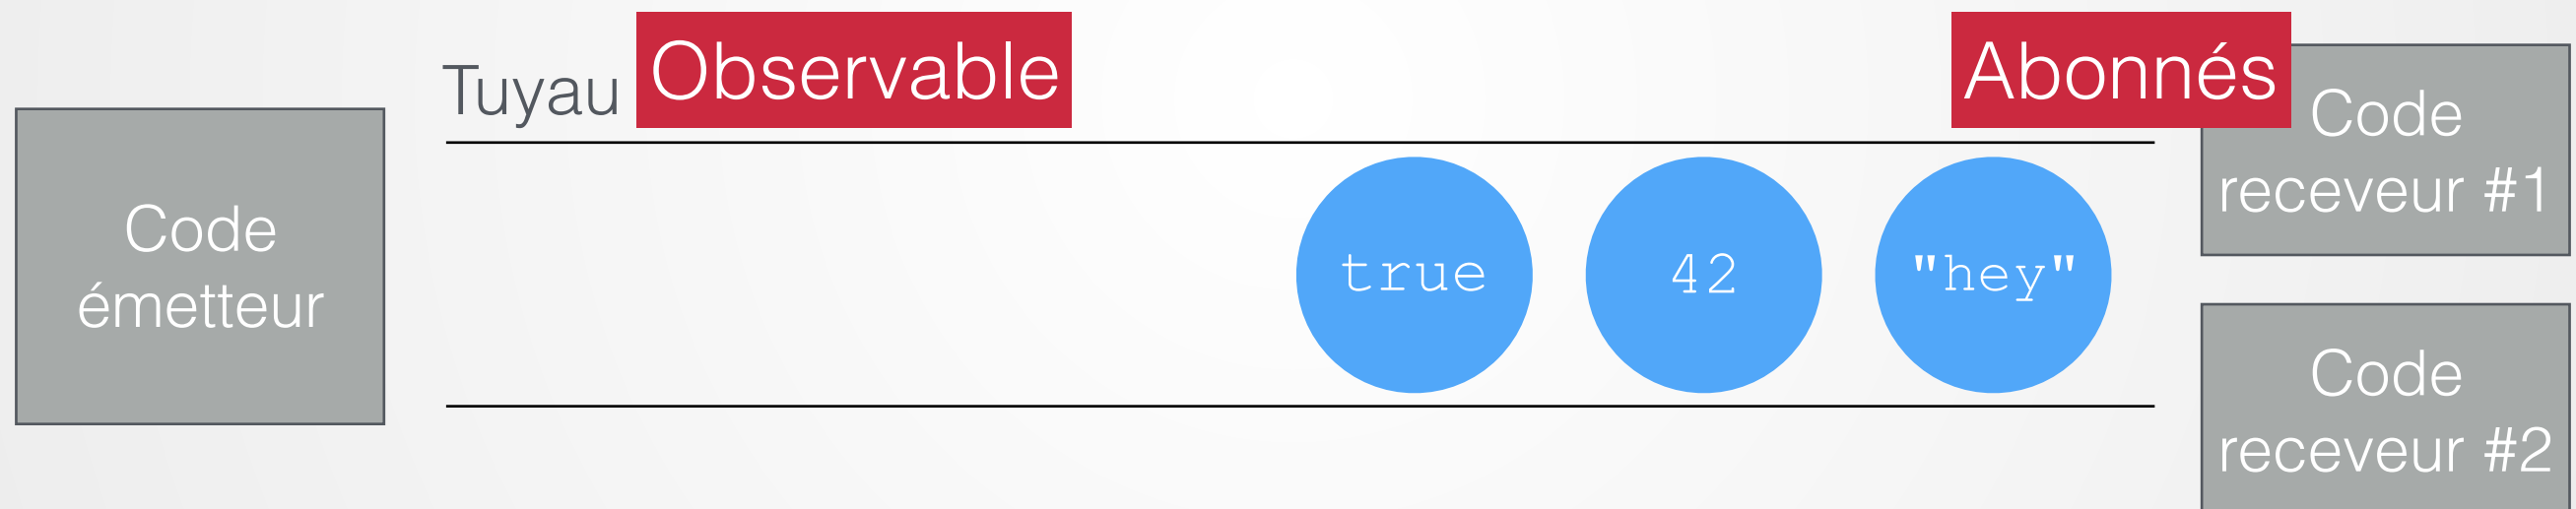 Code
émetteur
Tuyau Observable
true 42 "hey"
Abonnés
Code
receveur #1
Code
receveur #2